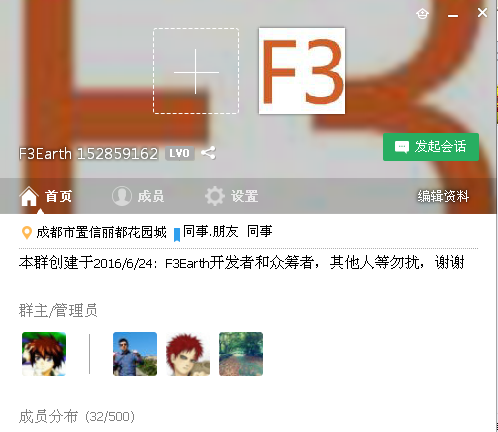 F3
F3Earth 152859162 LV0
发起会话
首页 成员 设置 编辑资料
成都市置信丽都花园城 同事.朋友 同事
本群创建于2016/6/24: F3Earth开发者和众筹者，其他人等勿扰，谢谢
群主/管理员
成员分布 (32/500)